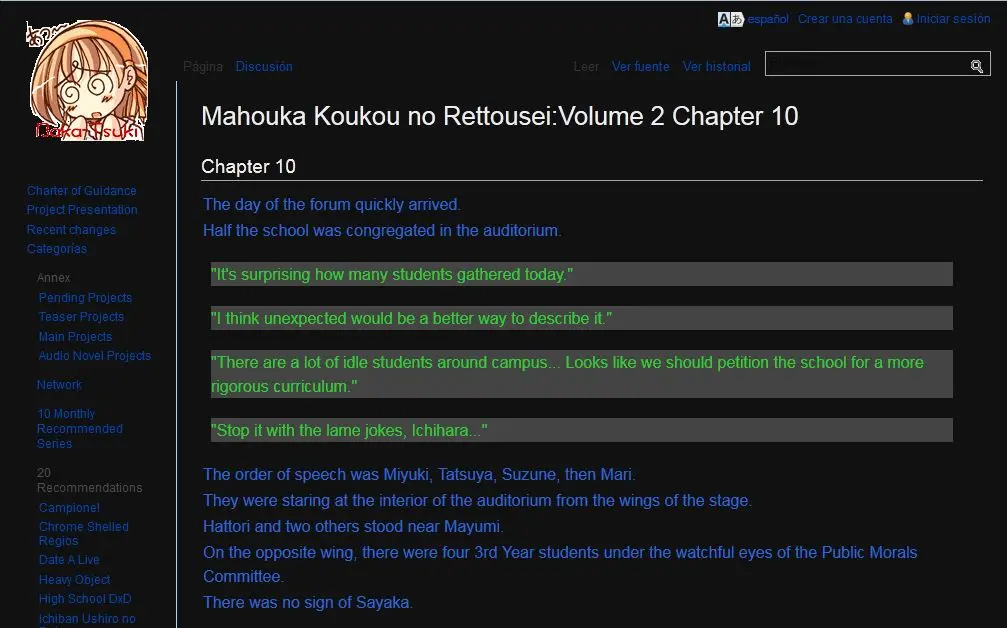 Aあ español Crear una cuenta Iniciar sesión
Baka-Tsuki
Página Discusión Leer Ver fuente Ver historial
Mahouka Koukou no Rettousei:Volume 2 Chapter 10
Chapter 10
The day of the forum quickly arrived.
Half the school was congregated in the auditorium.
"It's surprising how many students gathered today."
"I think unexpected would be a better way to describe it."
"There are a lot of idle students around campus... Looks like we should petition the school for a more
rigorous curriculum."
"Stop it with the lame jokes, Ichihara..."
The order of speech was Miyuki, Tatsuya, Suzune, then Mari.
They were staring at the interior of the auditorium from the wings of the stage.
Hattori and two others stood near Mayumi.
On the opposite wing, there were four 3rd Year students under the watchful eyes of the Public Morals
Committee.
There was no sign of Sayaka.
Charter of Guidance
Project Presentation
Recent changes
Categorías
Annex
Pending Projects
Teaser Projects
Main Projects
Audio Novel Projects
Network
10 Monthly
Recommended
Series
20
Recommendations
Campione!
Chrome Shelled
Regios
Date A Live
Heavy Object
High School DxD
Ichiban Ushiro no